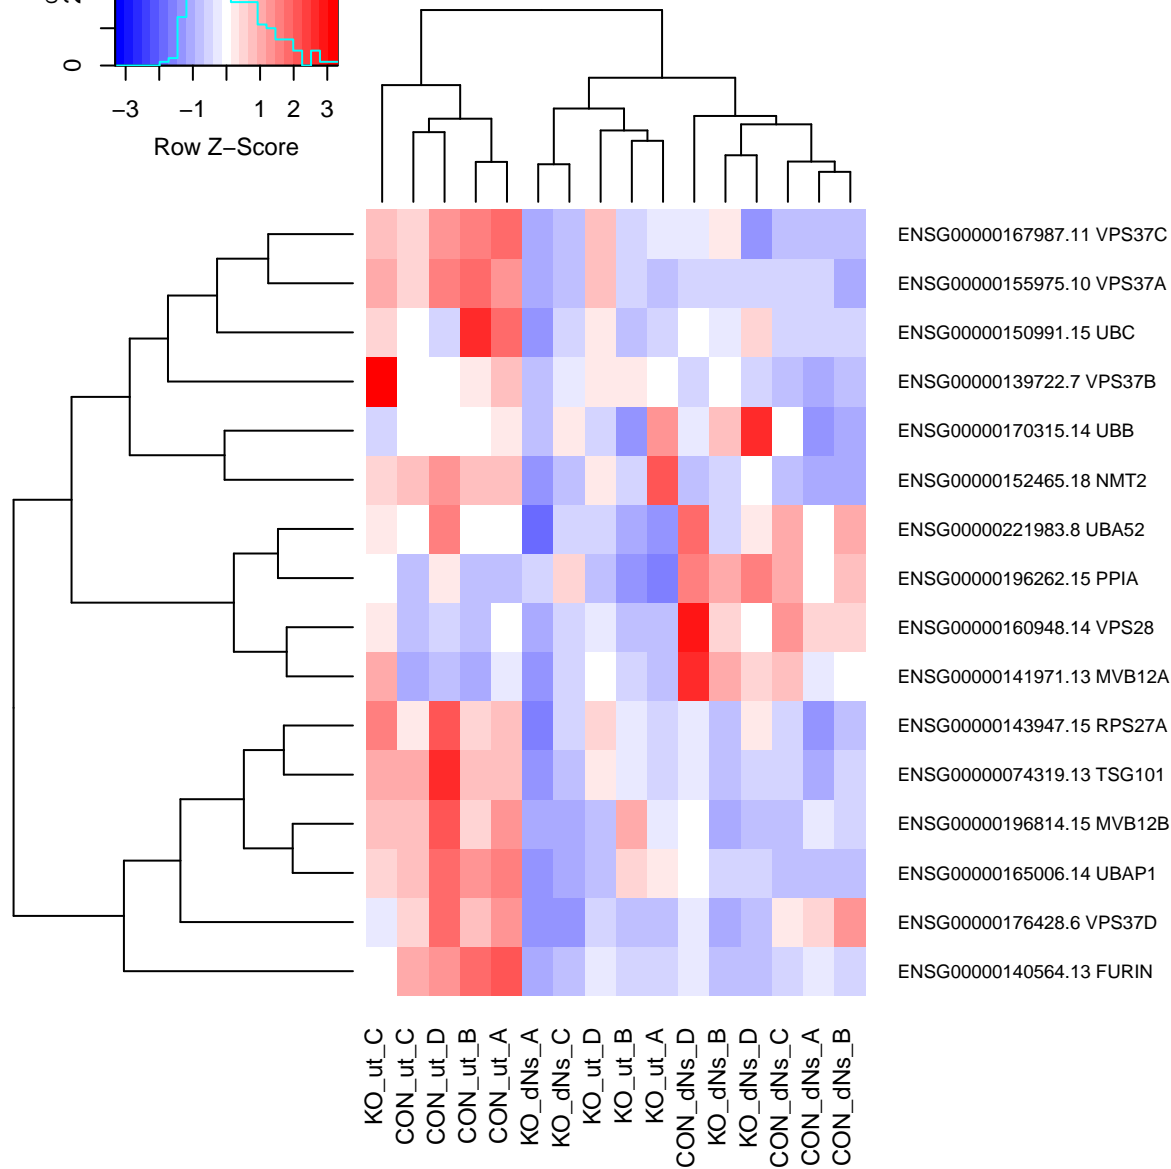 2
0
−3 −1 1 2 3
Row Z−Score
ENSG00000167987.11 VPS37C
ENSG00000155975.10 VPS37A
ENSG00000150991.15 UBC
ENSG00000139722.7 VPS37B
ENSG00000170315.14 UBB
ENSG00000152465.18 NMT2
ENSG00000221983.8 UBA52
ENSG00000196262.15 PPIA
ENSG00000160948.14 VPS28
ENSG00000141971.13 MVB12A
ENSG00000143947.15 RPS27A
ENSG00000074319.13 TSG101
ENSG00000196814.15 MVB12B
ENSG00000165006.14 UBAP1
ENSG00000176428.6 VPS37D
ENSG00000140564.13 FURIN
KO_ut_C
CON_ut_C
CON_ut_D
CON_ut_B
CON_ut_A
KO_dNs_A
KO_dNs_C
KO_ut_D
KO_ut_B
KO_ut_A
CON_dNs_D
KO_dNs_B
KO_dNs_D
CON_dNs_C
CON_dNs_A
CON_dNs_B